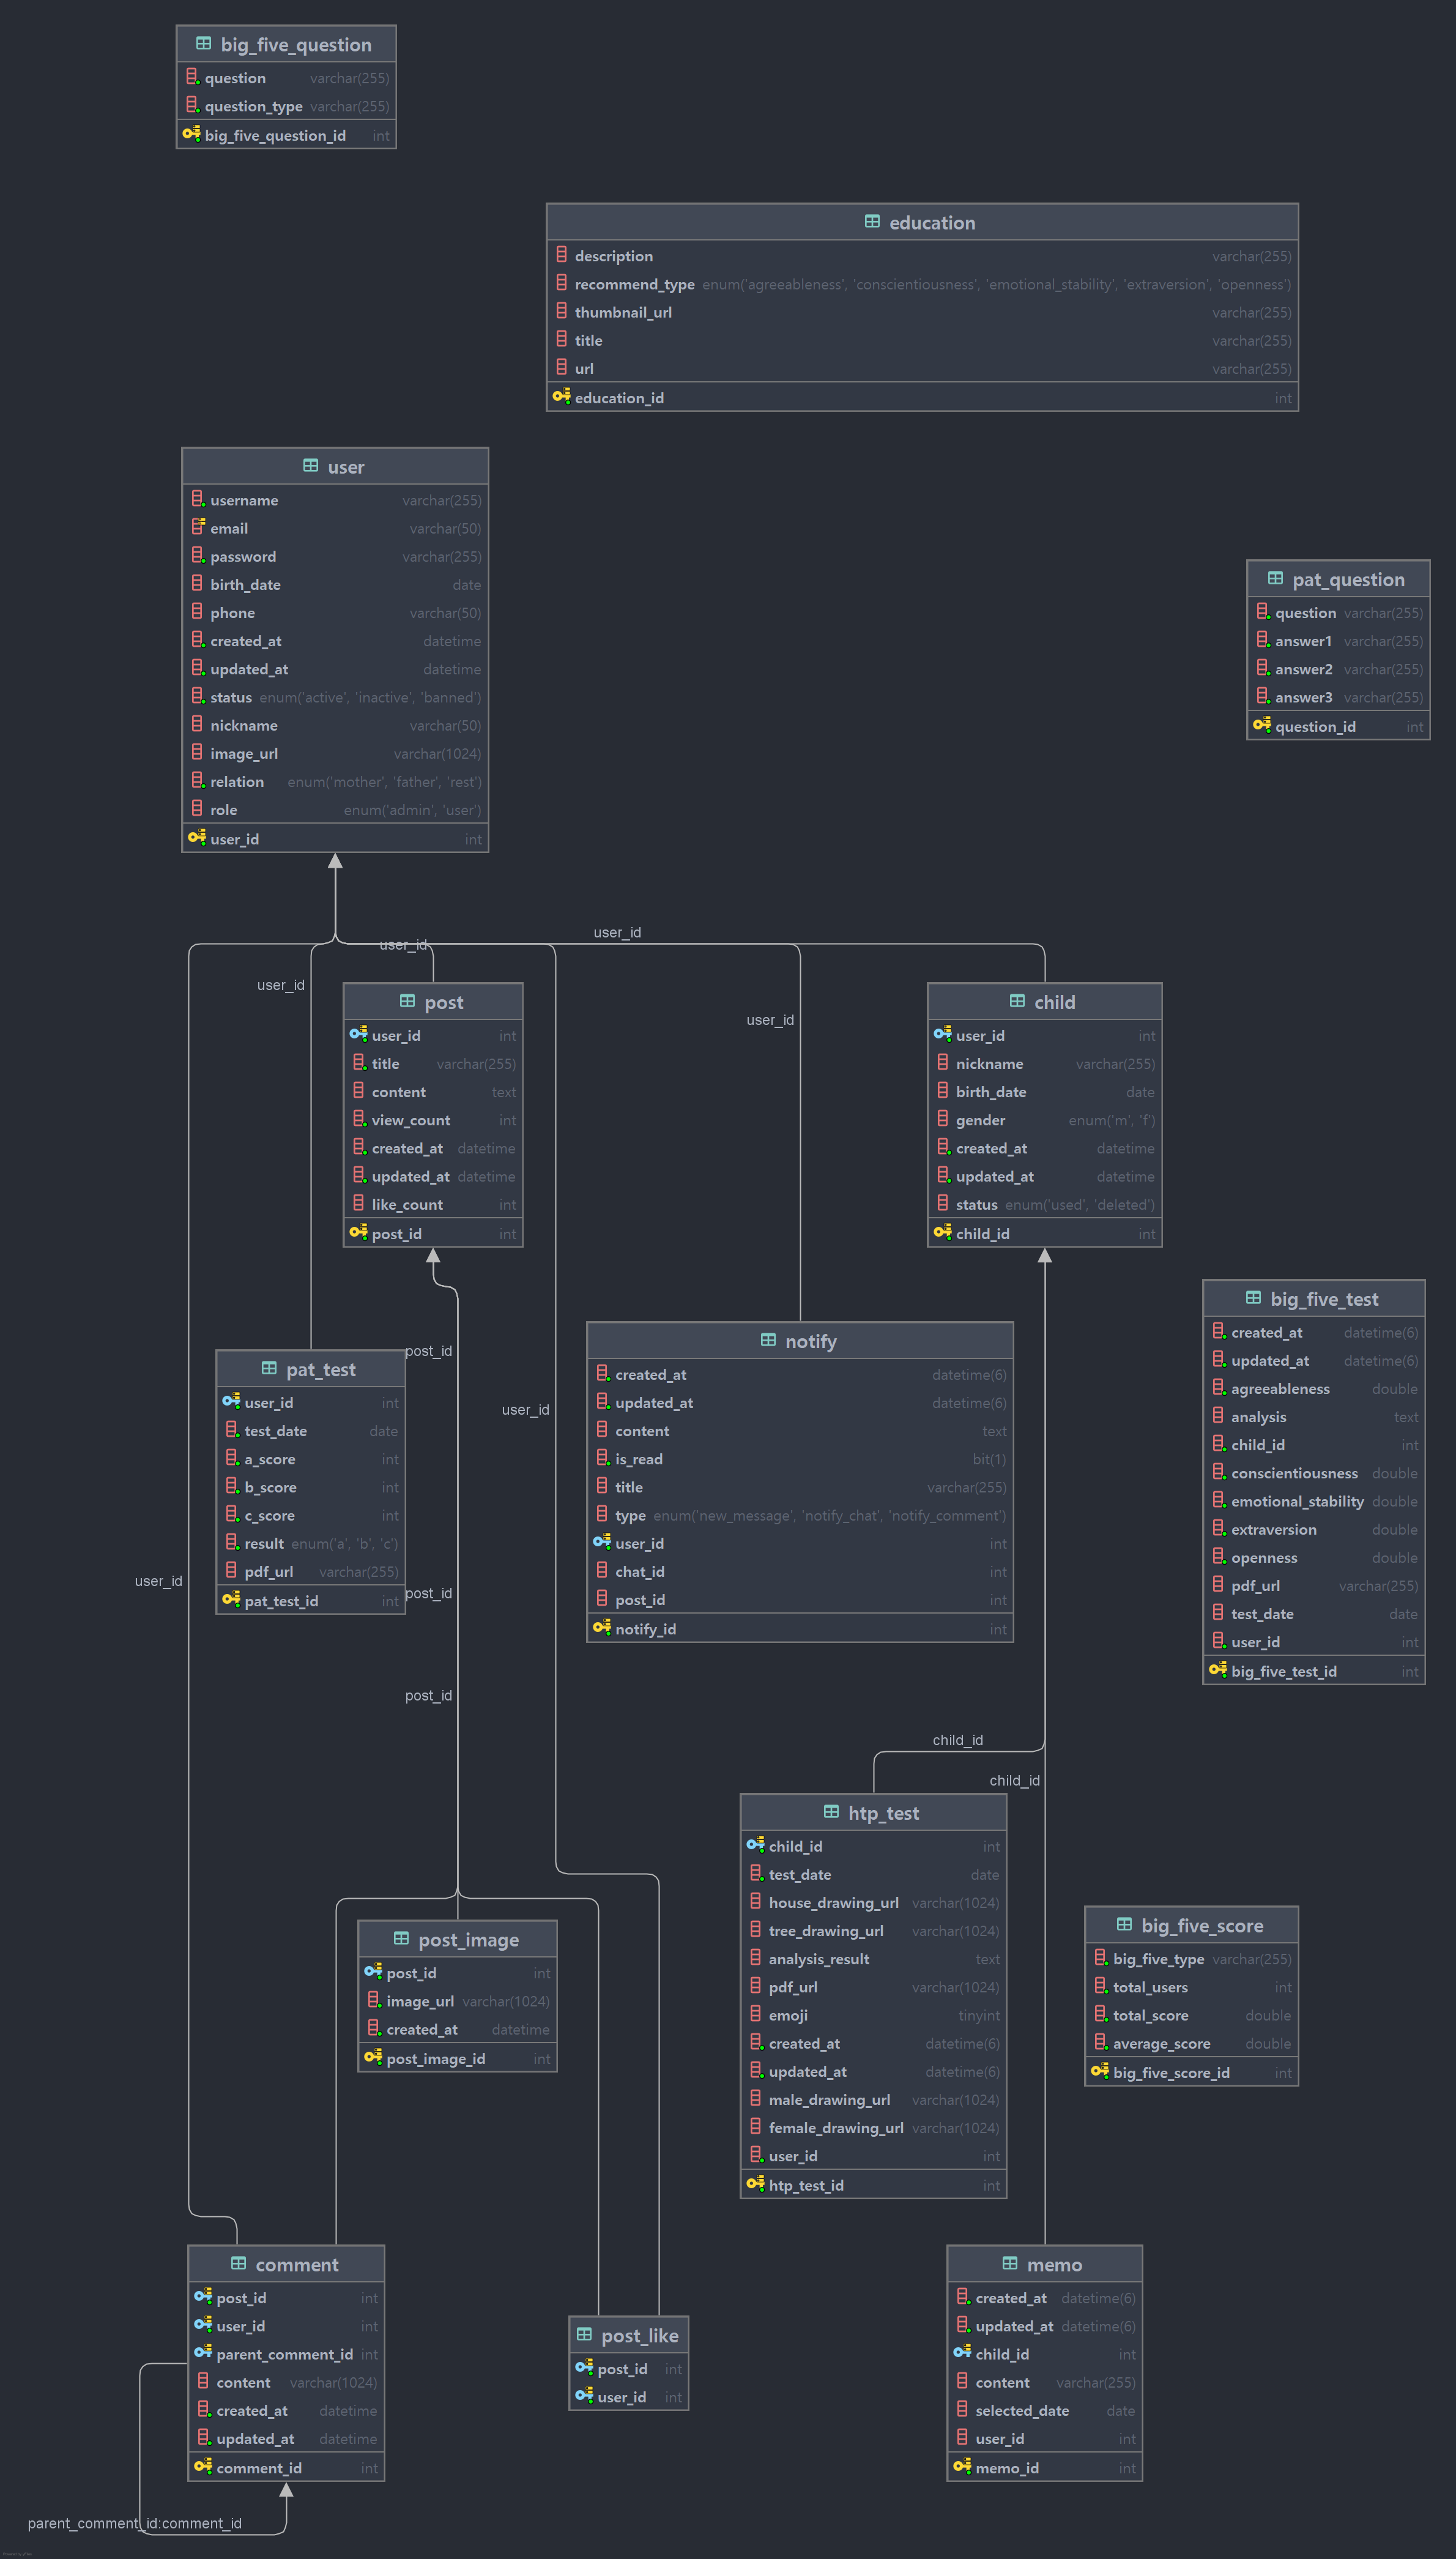 big_five_question
question varchar(255)
question_type varchar(255)
big_five_question_id int
education
description varchar(255)
recommend_type enum('agreeableness', 'conscientiousness', 'emotional_stability', 'extraversion', 'openness')
thumbnail_url varchar(255)
title varchar(255)
url varchar(255)
education_id int
user
username varchar(255)
email varchar(50)
password varchar(255)
birth_date date
phone varchar(50)
created_at datetime
updated_at datetime
status enum('active', 'inactive', 'banned')
nickname varchar(50)
image_url varchar(1024)
relation enum('mother', 'father', 'rest')
role enum('admin', 'user')
user_id int
pat_question
question varchar(255)
answer1 varchar(255)
answer2 varchar(255)
answer3 varchar(255)
question_id int
user_id
user_id
user_id
user_id
post
user_id int
title varchar(255)
content text
view_count int
created_at datetime
updated_at datetime
like_count int
post_id int
child
user_id int
nickname varchar(255)
birth_date date
gender enum('m', 'f')
created_at datetime
updated_at datetime
status enum('used', 'deleted')
child_id int
big_five_test
created_at datetime(6)
updated_at datetime(6)
agreeableness double
analysis text
child_id int
conscientiousness double
emotional_stability double
extraversion double
openness double
pdf_url varchar(255)
test_date date
user_id int
big_five_test_id int
notify
created_at datetime(6)
updated_at datetime(6)
content text
is_read bit(1)
title varchar(255)
type enum('new_message', 'notify_chat', 'notify_comment')
user_id int
chat_id int
post_id int
notify_id int
post_id
pat_test
user_id int
test_date date
a_score int
b_score int
c_score int
result enum('a', 'b', 'c')
pdf_url varchar(255)
pat_test_id int
user_id
user_id
post_id
post_id
child_id
child_id
htp_test
child_id int
test_date date
house_drawing_url varchar(1024)
tree_drawing_url varchar(1024)
analysis_result text
pdf_url varchar(1024)
emoji tinyint
created_at datetime(6)
updated_at datetime(6)
male_drawing_url varchar(1024)
female_drawing_url varchar(1024)
user_id int
htp_test_id int
big_five_score
big_five_type varchar(255)
total_users int
total_score double
average_score double
big_five_score_id int
post_image
post_id int
image_url varchar(1024)
created_at datetime
post_image_id int
comment
post_id int
user_id int
parent_comment_id int
content varchar(1024)
created_at datetime
updated_at datetime
comment_id int
post_like
post_id int
user_id int
memo
created_at datetime(6)
updated_at datetime(6)
child_id int
content varchar(255)
selected_date date
user_id int
memo_id int
parent_comment_id:comment_id